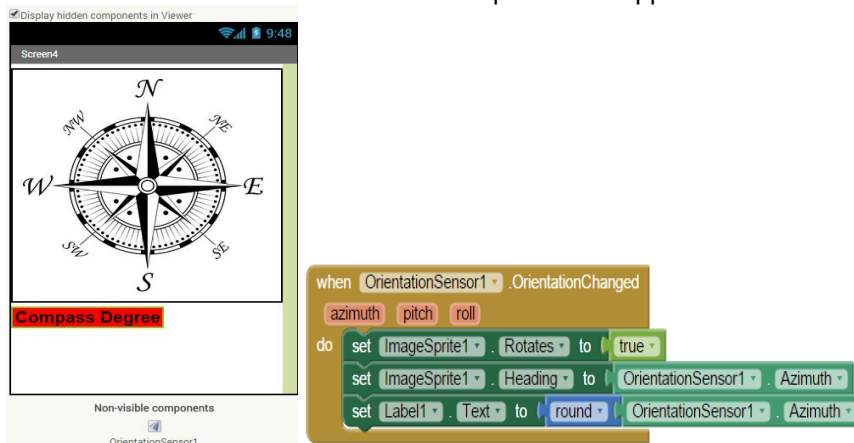 Display hidden components in Viewer
9:48
Screen4
N
NW
NE
W
E
SW
SE
S
Compass Degree
Non-visible components
OrientationSensor1
when OrientationSensor1 .OrientationChanged
azimuth pitch roll
do set ImageSprite1 . Rotates to true
set ImageSprite1 . Heading to OrientationSensor1 . Azimuth
set Label1 . Text to round OrientationSensor1 . Azimuth